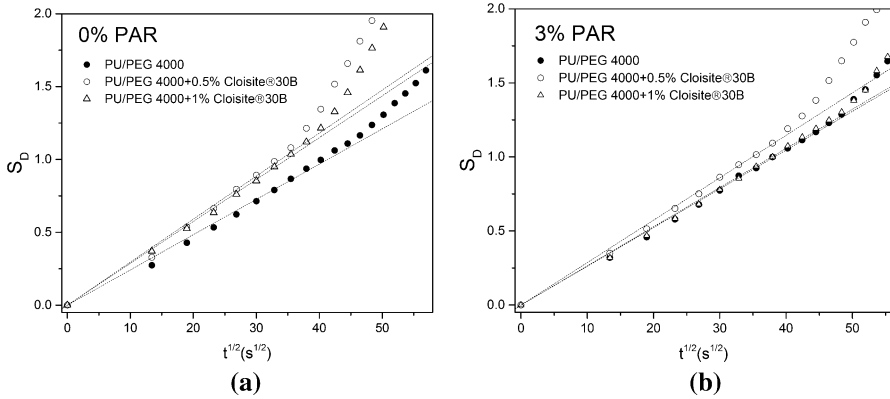 0% PAR
PU/PEG 4000
PU/PEG 4000+0.5% Cloisite®30B
PU/PEG 4000+1% Cloisite®30B
S_D
2.0
1.5
1.0
0.5
0.0
0 10 20 30 40 50
t^1/2(s^1/2)
(a)
3% PAR
PU/PEG 4000
PU/PEG 4000+0.5% Cloisite®30B
PU/PEG 4000+1% Cloisite®30B
S_D
2.0
1.5
1.0
0.5
0.0
0 10 20 30 40 50
t^1/2(s^1/2)
(b)